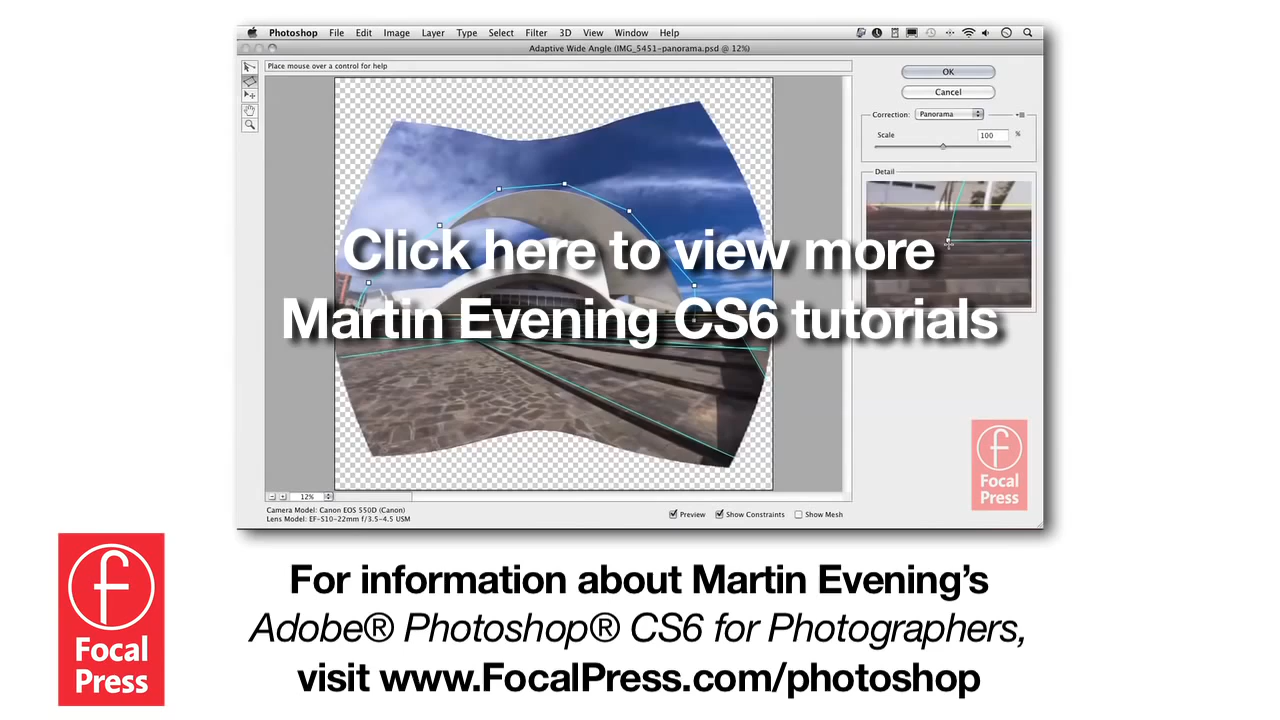 Photoshop File Edit Image Layer Type Select Filter 3D View Window Help
Adaptive Wide Angle (IMG_5451-panorama.psd @ 12%)
Place mouse over a control for help
OK
Cancel
Correction: Panorama
Scale 100 %
Detail
Click here to view more
Martin Evening CS6 tutorials
Focal
Press
12%
Camera Model: Canon EOS 550D (Canon)
Lens Model: EF-S10-22mm f/3.5-4.5 USM
Preview Show Constraints Show Mesh
Focal
Press
For information about Martin Evening's
Adobe® Photoshop® CS6 for Photographers,
visit www.FocalPress.com/photoshop